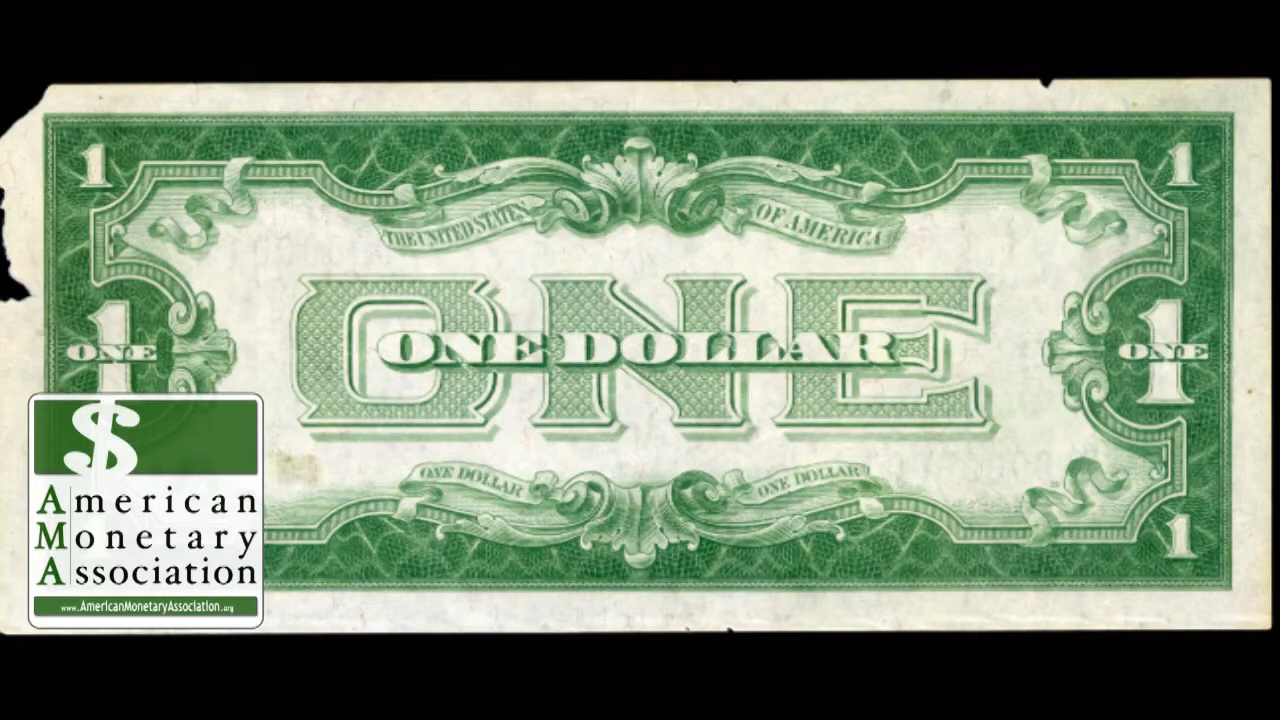 1
1
THE UNITED STATES
OF AMERICA
ONE
ONE DOLLAR
1
ONE
1
ONE
ONE DOLLAR
ONE DOLLAR
1
$
American
Monetary
Association
www.AmericanMonetaryAssociation.org